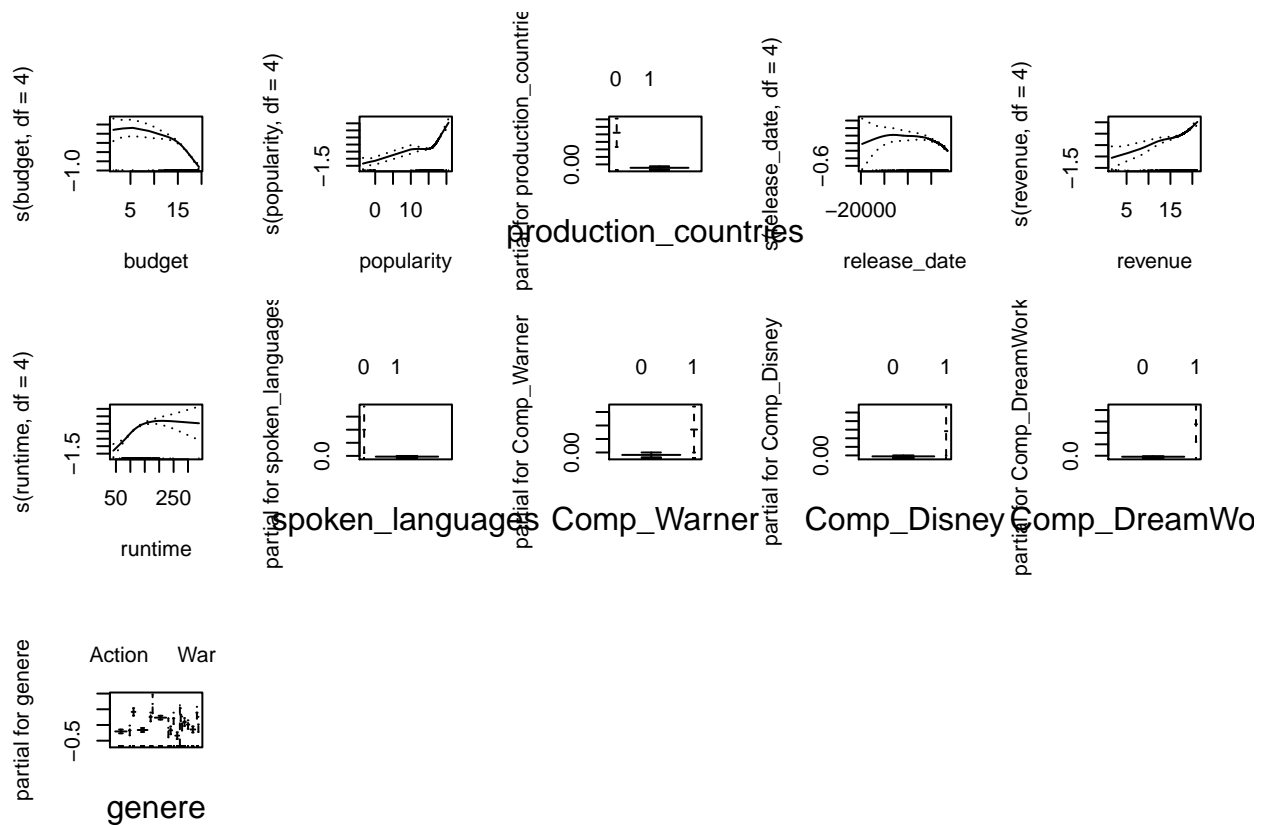 s(budget, df = 4)
−1.0
5 15
budget
s(popularity, df = 4)
−1.5
0 10
popularity
partial for production_countrie
0.00
0 1
production_countries
s(release_date, df = 4)
−0.6
−20000
release_date
s(revenue, df = 4)
−1.5
5 15
revenue
s(runtime, df = 4)
−1.5
50 250
runtime
partial for spoken_languages
0.0
0 1
spoken_languages
partial for Comp_Warner
0.00
0 1
Comp_Warner
partial for Comp_Disney
0.00
0 1
Comp_Disney
partial for Comp_DreamWork
0.0
0 1
Comp_DreamWo
partial for genere
−0.5
Action War
genere